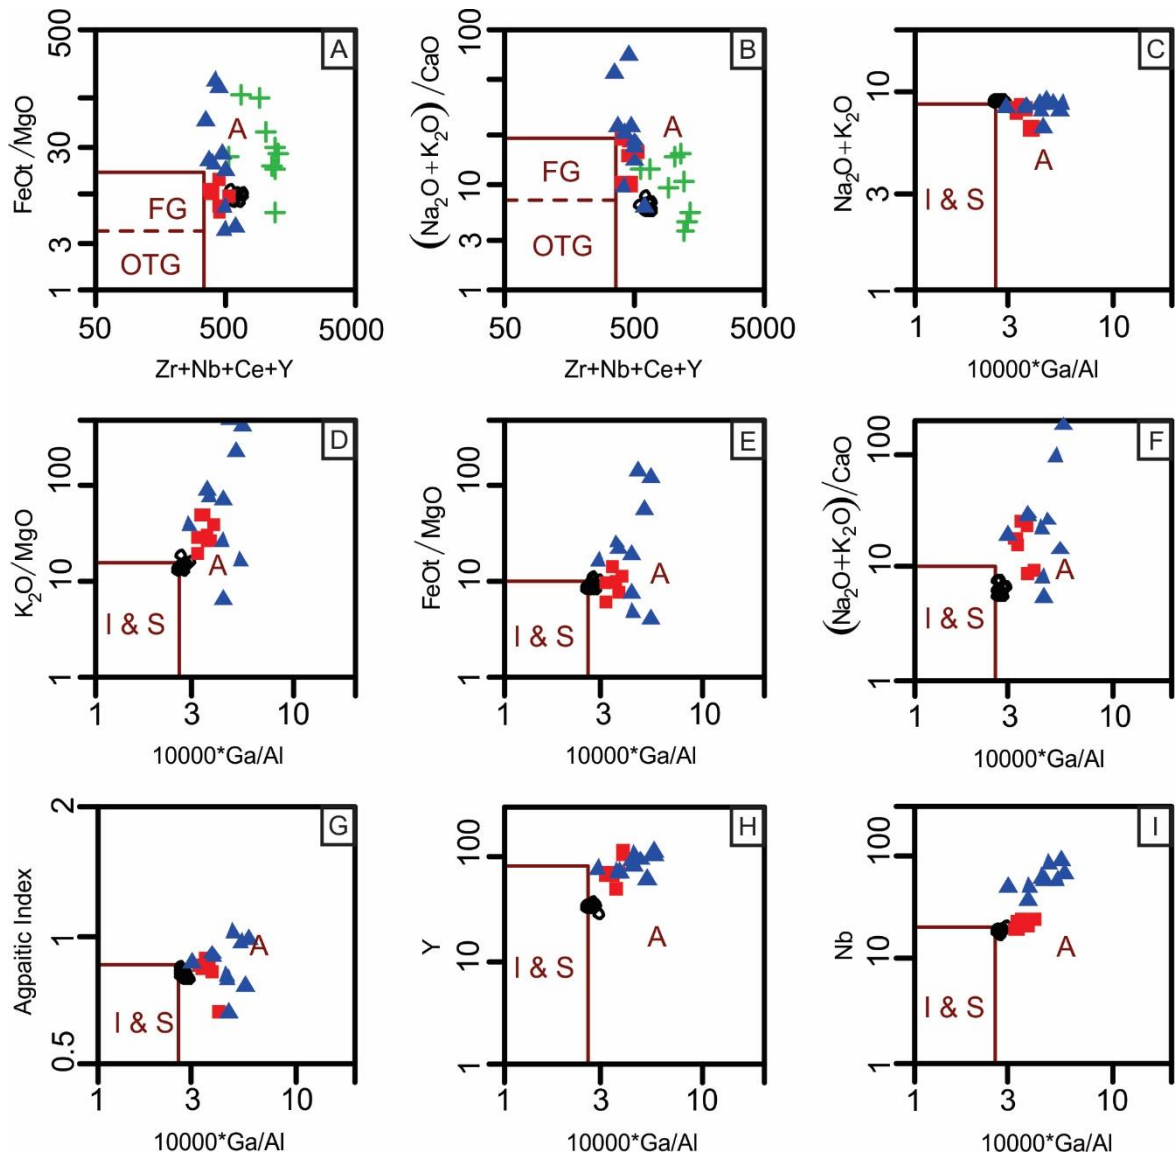 A
500
30
3
1
FeOt /MgO
A
FG
OTG
50
500
5000
Zr+Nb+Ce+Y
B
100
10
3
1
(Na₂O+K₂O) /CaO
A
FG
OTG
50
500
5000
Zr+Nb+Ce+Y
C
10
3
1
Na₂O+K₂O
A
I & S
1
3
10
10000*Ga/Al
D
100
10
1
K₂O/MgO
A
I & S
1
3
10
10000*Ga/Al
E
100
10
1
FeOt /MgO
A
I & S
1
3
10
10000*Ga/Al
F
100
10
1
(Na₂O+K₂O)/CaO
A
I & S
1
3
10
10000*Ga/Al
G
2
1
0.5
Agpaitic Index
A
I & S
1
3
10
10000*Ga/Al
H
100
10
1
Y
A
I & S
1
3
10
10000*Ga/Al
I
100
10
1
Nb
A
I & S
1
3
10
10000*Ga/Al